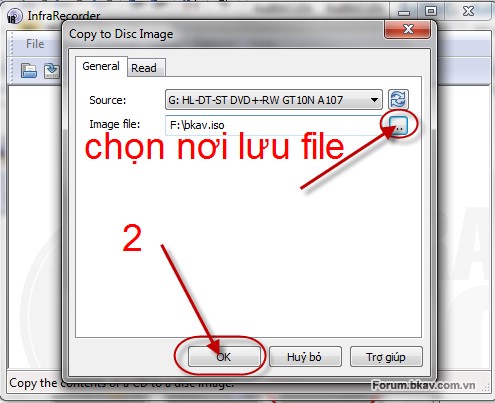 InfraRecorder
File
Copy to Disc Image
General
Read
Source:
G: HL-DT-ST DVD+-RW GT10N A107
Image file:
F:\bkav.iso
..
chọn nơi lưu file
2
OK
Huỷ bỏ
Trợ giúp
Copy the contents of a CD to a disc image.
Forum.bkav.com.vn